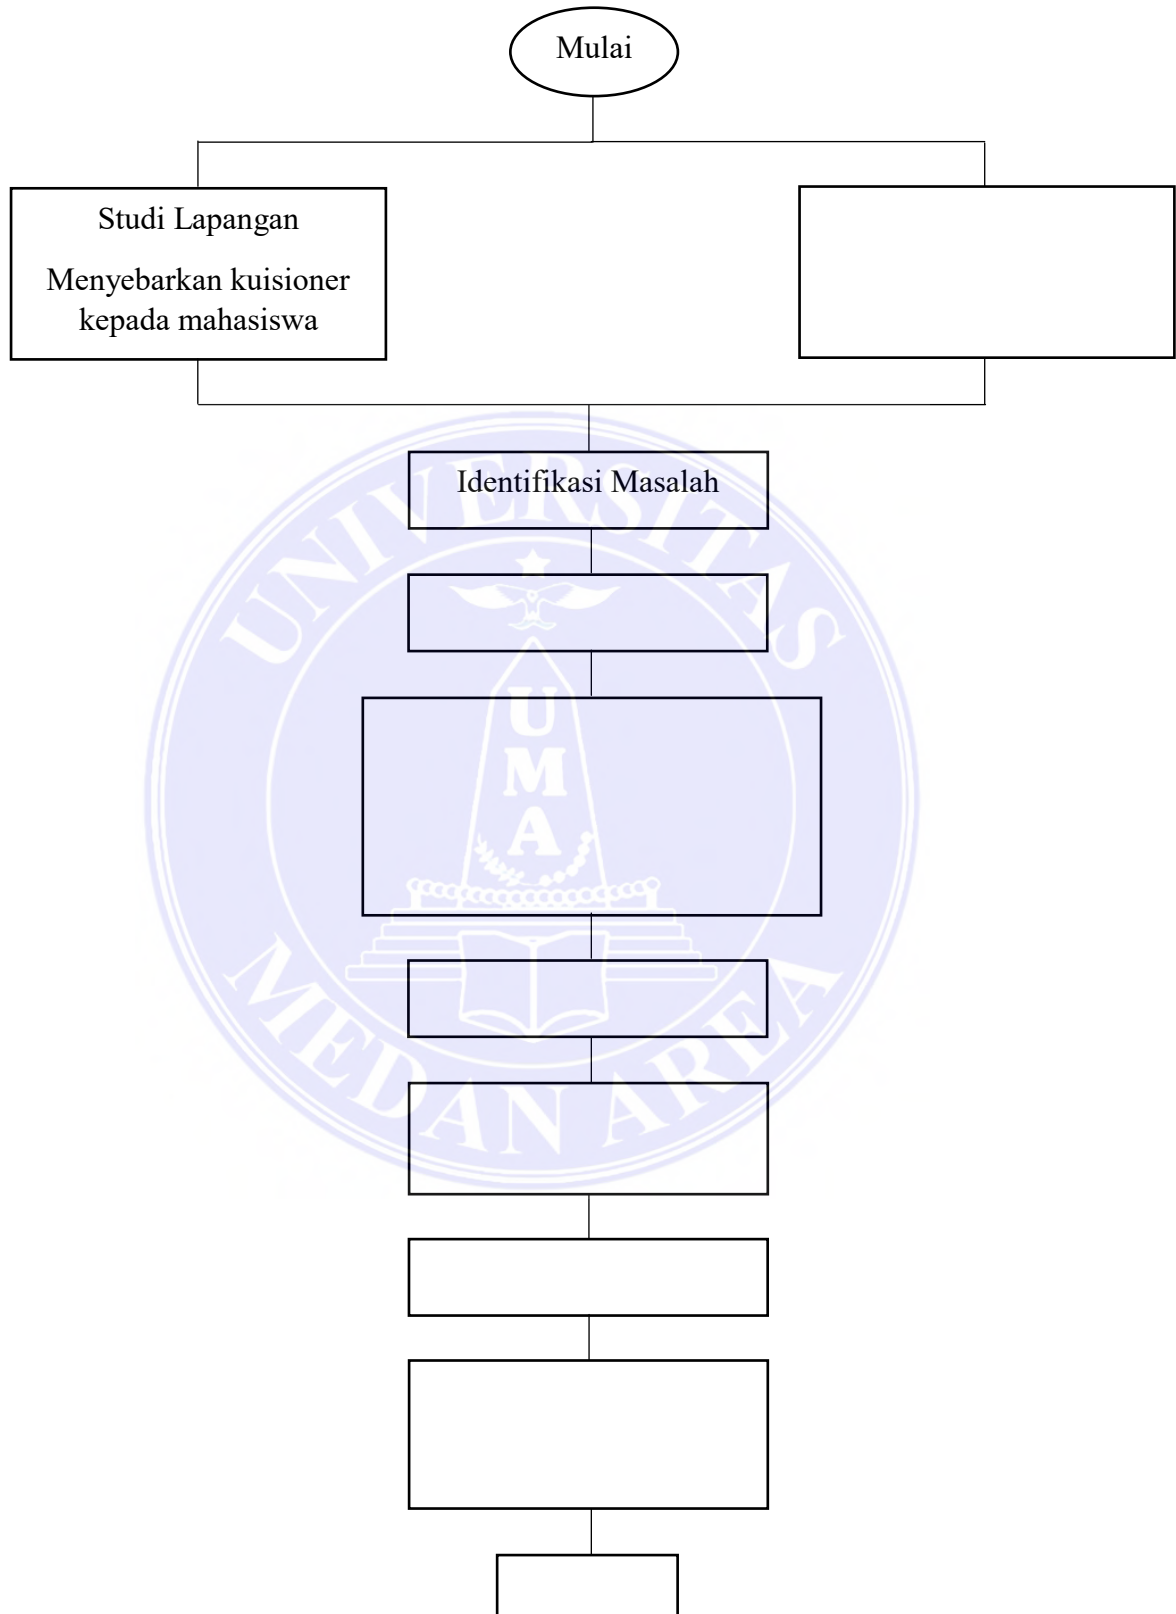 Mulai
Studi Lapangan
Menyebarkan kuisioner
kepada mahasiswa
Identifikasi Masalah
UNIVERSITAS
UMA
MEDAN AREA